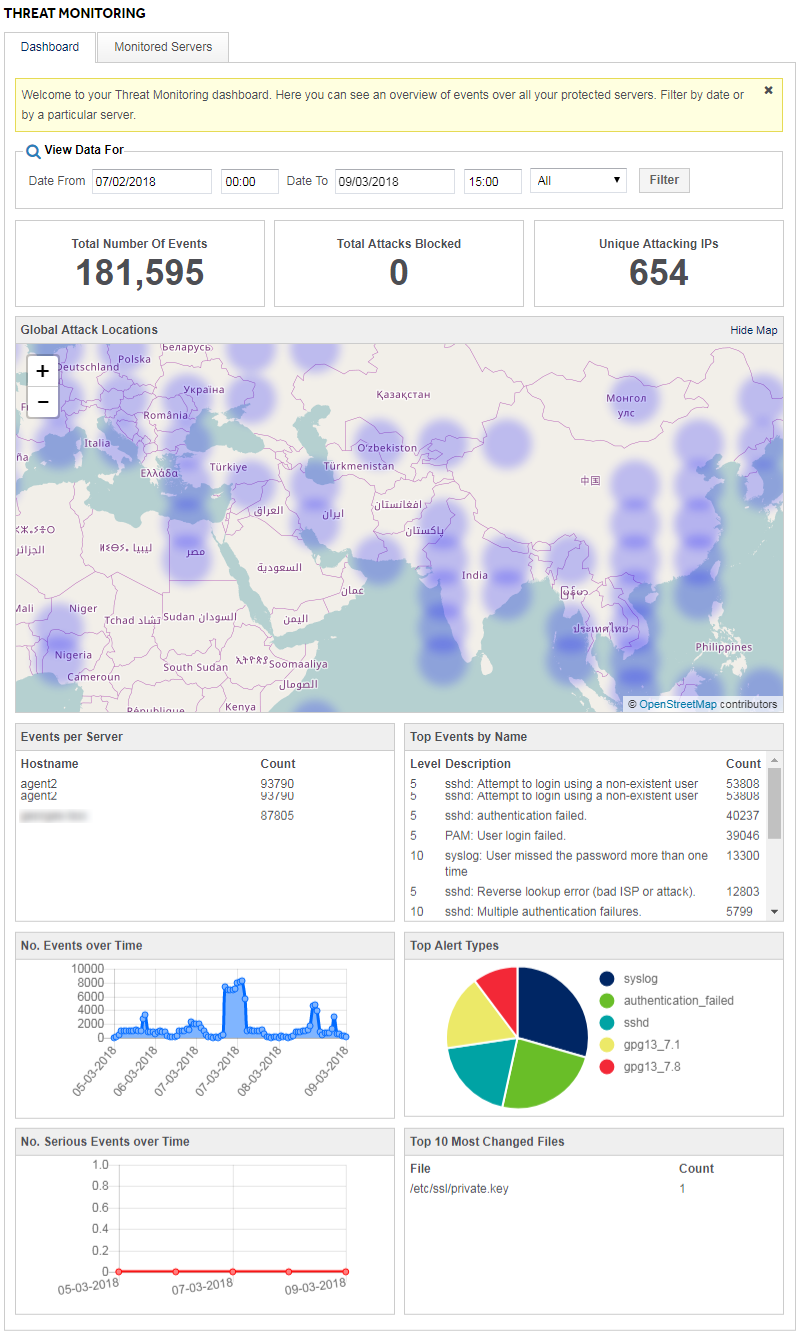 THREAT MONITORING
Dashboard
Monitored Servers
Welcome to your Threat Monitoring dashboard. Here you can see an overview of events over all your protected servers. Filter by date or
by a particular server.
✖
View Data For
Date From 07/02/2018 00:00 Date To 09/03/2018 15:00 All ▼ Filter
Total Number Of Events
181,595
Total Attacks Blocked
0
Unique Attacking IPs
654
Global Attack Locations
Hide Map
+
−
Беларусь
Polska
Deutschland
Україна
Қазақстан
Монгол
улс
România
Italia
O'zbekiston
Ελλάδα
Türkiye
Türkmenistan
中国
العراق
ایران
افغانستان
پاکستان
ليبيا
مصر
السعودية
India
عمان
Mali
Niger
Tchad تشاد
Sudan السودان
اليمن
ประเทศไทย
Philippines
Nigeria
South Sudan
Soomaaliya
الصومال
Cameroun
Kenya
© OpenStreetMap contributors
Events per Server
Hostname Count
agent2 93790
agent2 93790
87805
Top Events by Name
Level Description Count
5 sshd: Attempt to login using a non-existent user 53808
5 sshd: Attempt to login using a non-existent user 53808
5 sshd: authentication failed. 40237
5 PAM: User login failed. 39046
10 syslog: User missed the password more than one 13300
time
5 sshd: Reverse lookup error (bad ISP or attack). 12803
10 sshd: Multiple authentication failures. 5799
No. Events over Time
10000
8000
6000
4000
2000
0
05-03-2018
06-03-2018
07-03-2018
07-03-2018
08-03-2018
09-03-2018
Top Alert Types
syslog
authentication_failed
sshd
gpg13_7.1
gpg13_7.8
No. Serious Events over Time
1.0
0.8
0.6
0.4
0.2
0
05-03-2018
07-03-2018
09-03-2018
Top 10 Most Changed Files
File Count
/etc/ssl/private.key 1